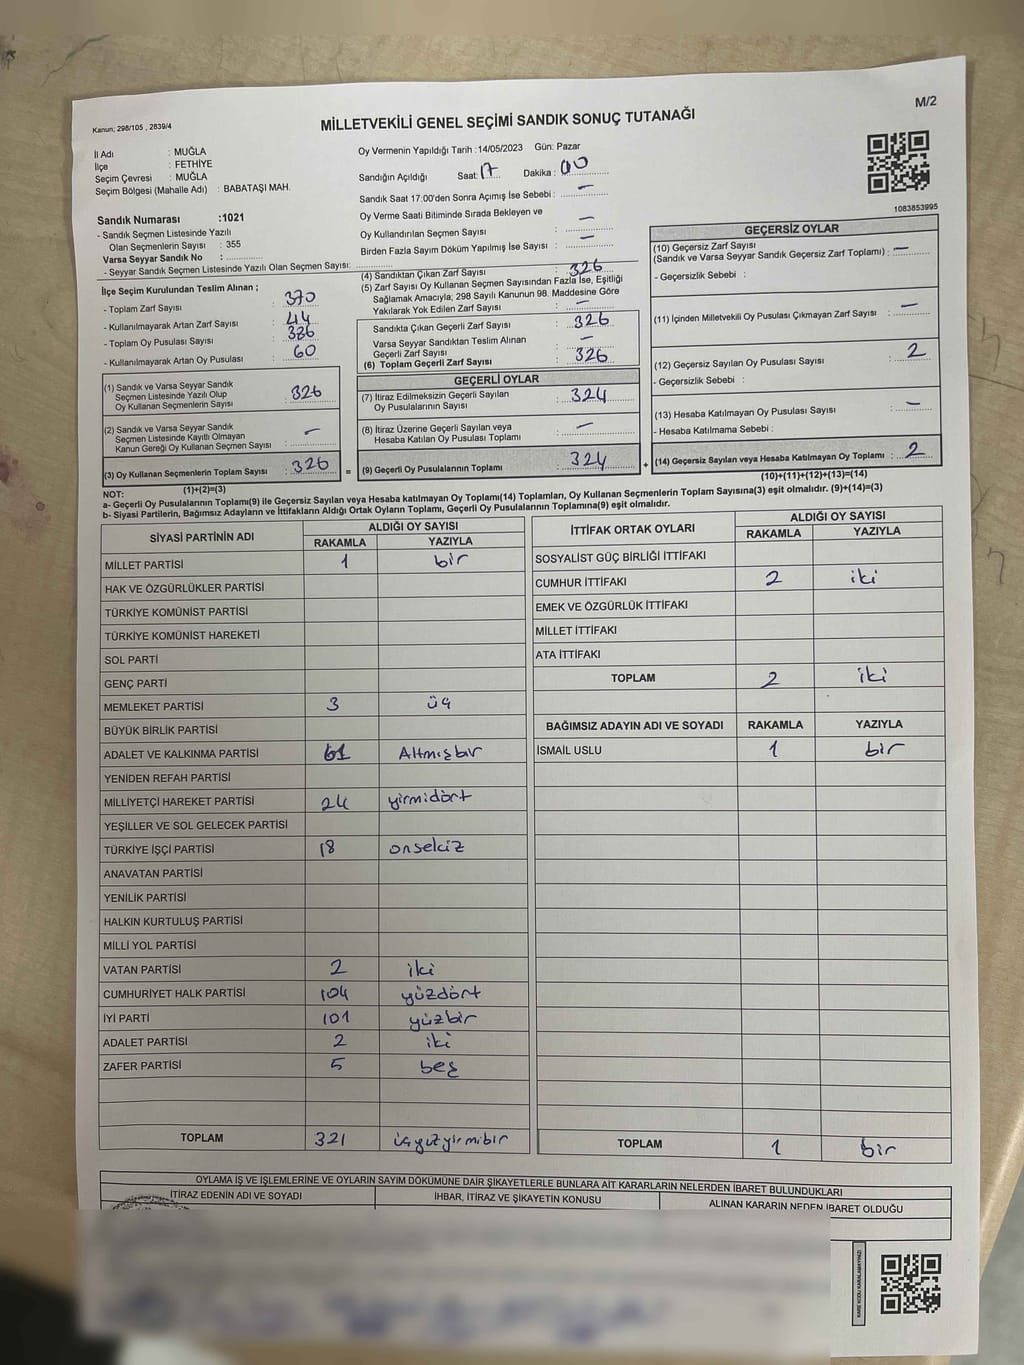 M/2
Kanun; 298/105 , 2839/4
MİLLETVEKİLİ GENEL SEÇİMİ SANDIK SONUÇ TUTANAĞI
İl Adı : MUĞLA
İlçe : FETHİYE
Seçim Çevresi : MUĞLA
Seçim Bölgesi (Mahalle Adı) : BABATAŞI MAH.
Sandık Numarası :1021
- Sandık Seçmen Listesinde Yazılı
Olan Seçmenlerin Sayısı : 355
Varsa Seyyar Sandık No :
- Seyyar Sandık Seçmen Listesinde Yazılı Olan Seçmen Sayısı:
Oy Vermenin Yapıldığı Tarih :14/05/2023 Gün: Pazar
Sandığın Açıldığı Saat: 17 Dakika : 00
Sandık Saat 17:00'den Sonra Açımış İse Sebebi : —
Oy Verme Saati Bitiminde Sırada Bekleyen ve
Oy Kullandırılan Seçmen Sayısı : —
Birden Fazla Sayım Döküm Yapılmış İse Sayısı : —
1083853995
İlçe Seçim Kurulundan Teslim Alınan ;
- Toplam Zarf Sayısı : 370
- Kullanılmayarak Artan Zarf Sayısı : 44
- Toplam Oy Pusulası : 386
- Kullanılmayarak Artan Oy Pusulası : 60
(1) Sandık ve Varsa Seyyar Sandık
Seçmen Listesinde Yazılı Olup
Oy Kullanan Seçmenlerin Sayısı : 326
(2) Sandık ve Varsa Seyyar Sandık
Seçmen Listesinde Kayıtlı Olmayan
Kanun Gereği Oy Kullanan Seçmen Sayısı : —
(3) Oy Kullanan Seçmenlerin Toplam Sayısı : 326 =
(1)+(2)=(3)
(4) Sandıktan Çıkan Zarf Sayısı : 326
(5) Zarf Sayısı Oy Kullanan Seçmen Sayısından Fazla İse, Eşitliği
Sağlamak Amacıyla, 298 Sayılı Kanunun 98. Maddesine Göre
Yakılarak Yok Edilen Zarf Sayısı : —
Sandıkta Çıkan Geçerli Zarf Sayısı : 326
Varsa Seyyar Sandıktan Teslim Alınan
Geçerli Zarf Sayısı : —
(6) Toplam Geçerli Zarf Sayısı : 326
GEÇERLİ OYLAR
(7) İtiraz Edilmeksizin Geçerli Sayılan
Oy Pusulalarının Sayısı : 324
(8) İtiraz Üzerine Geçerli Sayılan veya
Hesaba Katılan Oy Pusulası Toplamı : —
(9) Geçerli Oy Pusulalarının Toplamı : 324 +
GEÇERSİZ OYLAR
(10) Geçersiz Zarf Sayısı
(Sandık ve Varsa Seyyar Sandık Geçersiz Zarf Toplamı) : —
- Geçersizlik Sebebi :
(11) İçinden Milletvekili Oy Pusulası Çıkmayan Zarf Sayısı : —
(12) Geçersiz Sayılan Oy Pusulası Sayısı : 2
- Geçersizlik Sebebi :
(13) Hesaba Katılmayan Oy Pusulası Sayısı : —
- Hesaba Katılmama Sebebi :
(14) Geçersiz Sayılan veya Hesaba Katılmayan Oy Toplamı : 2
(10)+(11)+(12)+(13)=(14)
NOT:
a- Geçerli Oy Pusulalarının Toplamı(9) ile Geçersiz Sayılan veya Hesaba katılmayan Oy Toplamı(14) Toplamları, Oy Kullanan Seçmenlerin Toplam Sayısına(3) eşit olmalıdır. (9)+(14)=(3)
b- Siyasi Partilerin, Bağımsız Adayların ve İttifakların Aldığı Ortak Oyların Toplamı, Geçerli Oy Pusulalarının Toplamına(9) eşit olmalıdır.
SİYASİ PARTİNİN ADI ALDIĞI OY SAYISI
RAKAMLA YAZIYLA
MİLLET PARTİSİ 1 bir
HAK VE ÖZGÜRLÜKLER PARTİSİ
TÜRKİYE KOMÜNİST PARTİSİ
TÜRKİYE KOMÜNİST HAREKETİ
SOL PARTİ
GENÇ PARTİ
MEMLEKET PARTİSİ 3 üç
BÜYÜK BİRLİK PARTİSİ
ADALET VE KALKINMA PARTİSİ 61 Altmışbir
YENİDEN REFAH PARTİSİ
MİLLİYETÇİ HAREKET PARTİSİ 24 yirmidört
YEŞİLLER VE SOL GELECEK PARTİSİ
TÜRKİYE İŞÇİ PARTİSİ 18 onsekiz
ANAVATAN PARTİSİ
YENİLİK PARTİSİ
HALKIN KURTULUŞ PARTİSİ
MİLLİ YOL PARTİSİ
VATAN PARTİSİ 2 iki
CUMHURİYET HALK PARTİSİ 104 yüzdört
İYİ PARTİ 101 yüzbir
ADALET PARTİSİ 2 iki
ZAFER PARTİSİ 5 beş
TOPLAM 321 üçyüzyirmibir
İTTİFAK ORTAK OYLARI ALDIĞI OY SAYISI
RAKAMLA YAZIYLA
SOSYALİST GÜÇ BİRLİĞİ İTTİFAKI
CUMHUR İTTİFAKI 2 iki
EMEK VE ÖZGÜRLÜK İTTİFAKI
MİLLET İTTİFAKI
ATA İTTİFAKI
TOPLAM 2 iki
BAĞIMSIZ ADAYIN ADI VE SOYADI RAKAMLA YAZIYLA
İSMAİL USLU 1 bir
TOPLAM 1 bir
OYLAMA İŞ VE İŞLEMLERİNE VE OYLARIN SAYIM DÖKÜMÜNE DAİR ŞİKAYETLERLE BUNLARA AİT KARARLARIN NELERDEN İBARET BULUNDUKLARI
İTİRAZ EDENİN ADI VE SOYADI İHBAR, İTİRAZ VE ŞİKAYETİN KONUSU ALINAN KARARIN NEDEN İBARET OLDUĞU
KARE KODU KARALAMAYINIZ!